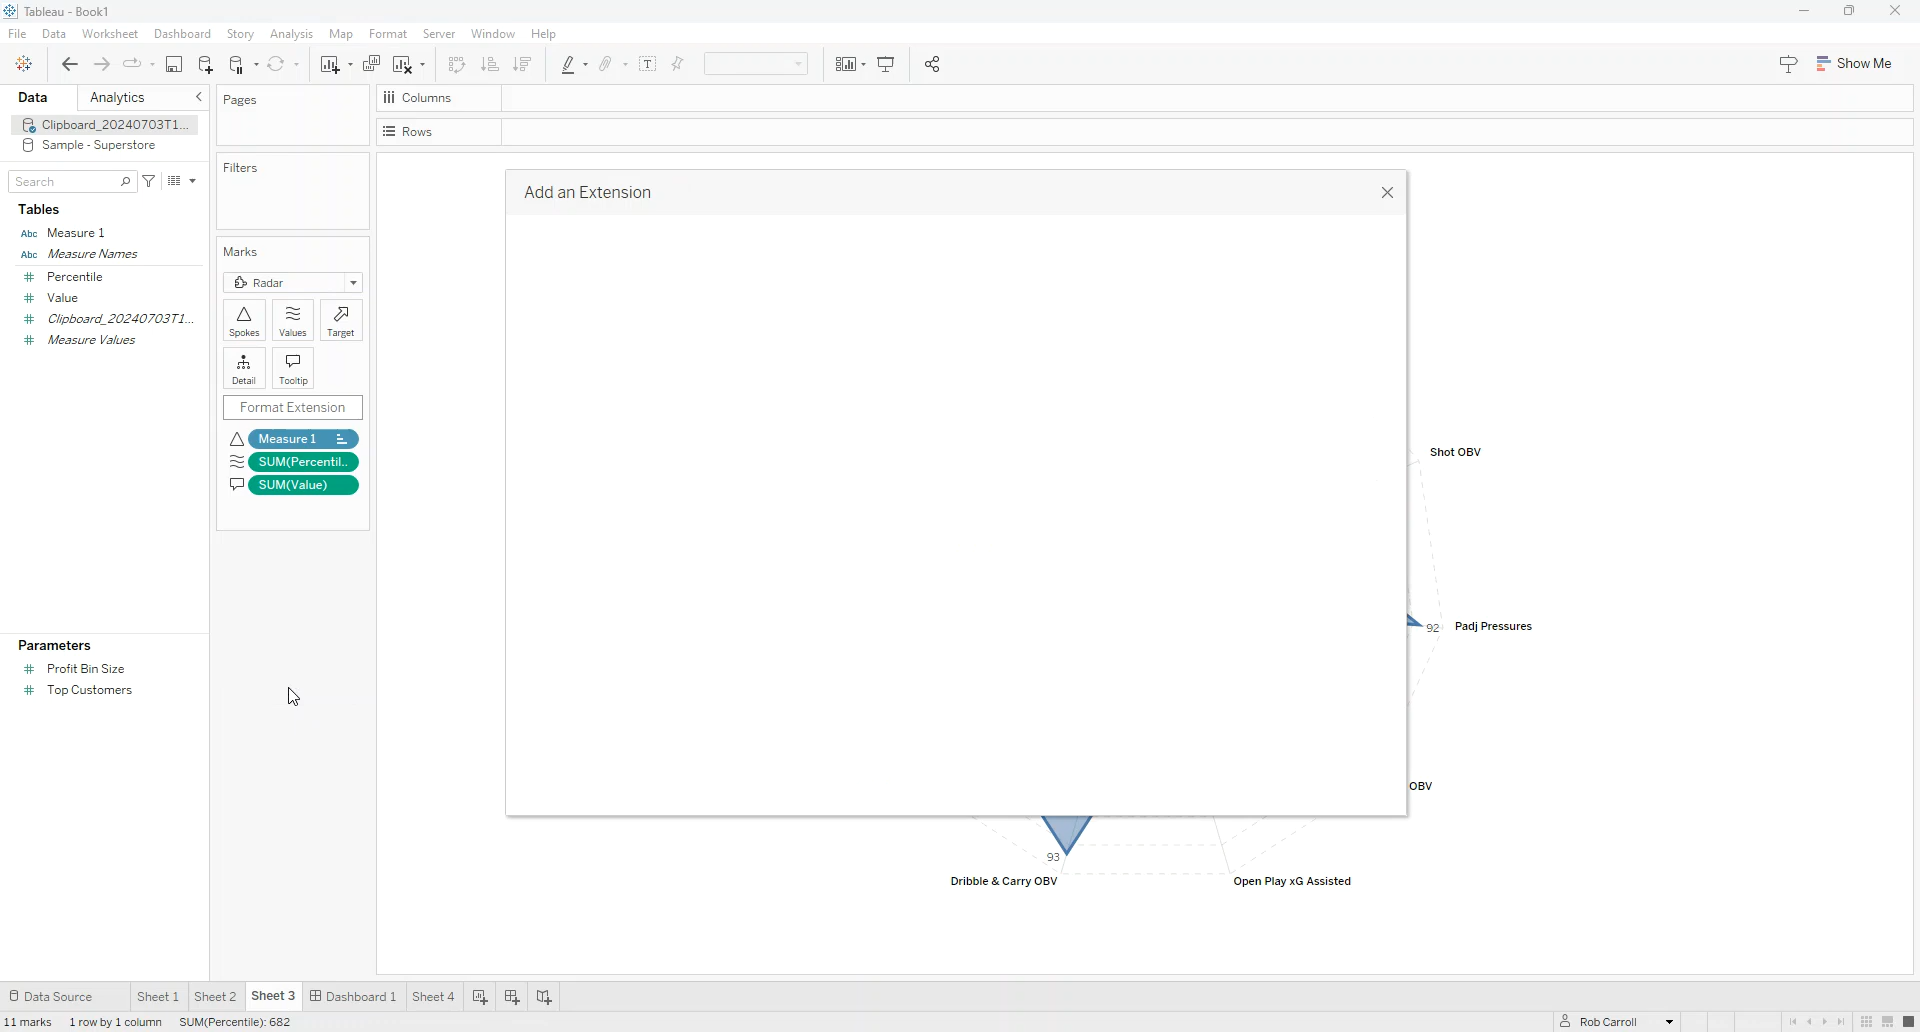 Tableau - Book1
File Data Worksheet Dashboard Story Analysis Map Format Server Window Help
Show Me
Data Analytics
Pages
Columns
Clipboard_20240703T1...
Sample - Superstore
Rows
Filters
Search
Add an Extension
Tables
Abc Measure 1
Abc Measure Names
Percentile
Value
Clipboard_20240703T1...
Measure Values
Marks
Radar
Spokes Values Target
Detail Tooltip
Format Extension
Measure 1
SUM(Percentil..
SUM(Value)
Shot OBV
92 Padj Pressures
OBV
93
Dribble & Carry OBV
Open Play xG Assisted
Parameters
Profit Bin Size
Top Customers
Data Source Sheet 1 Sheet 2 Sheet 3 Dashboard 1 Sheet 4
11 marks 1 row by 1 column SUM(Percentile): 682
Rob Carroll